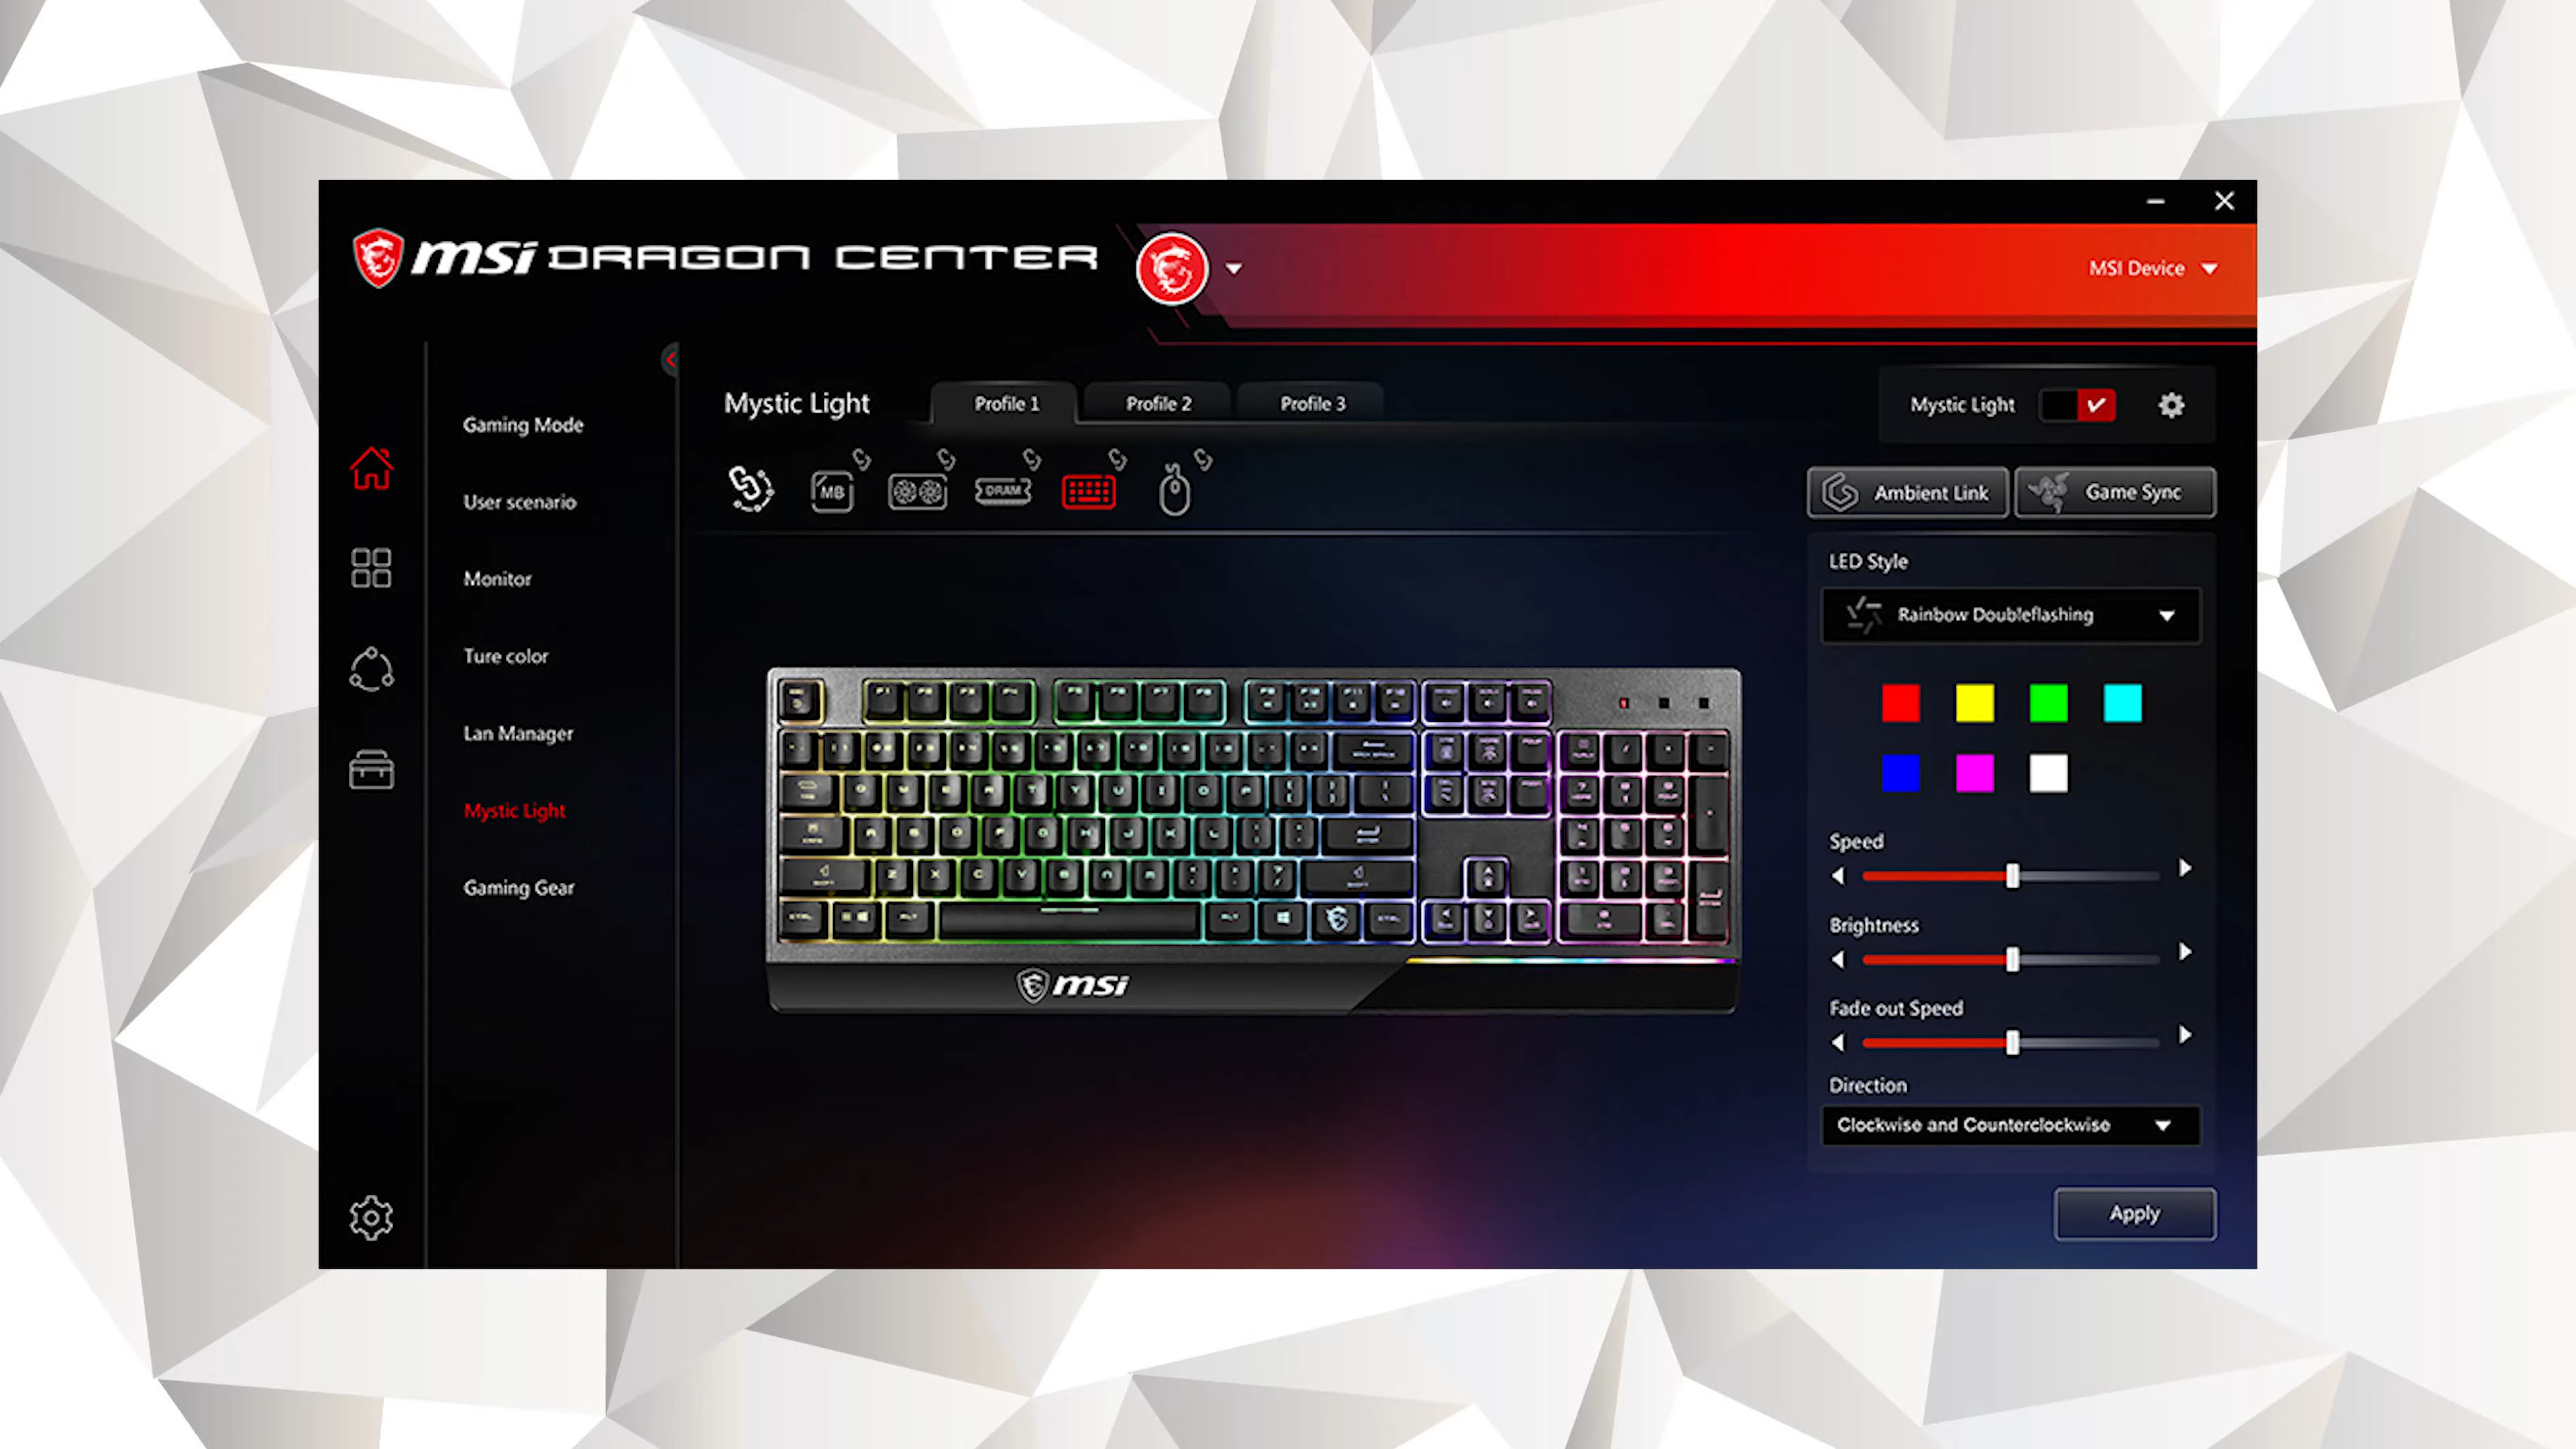 msi DRAGON CENTER
MSI Device
Gaming Mode
User scenario
Monitor
Ture color
Lan Manager
Mystic Light
Gaming Gear
Mystic Light
Profile 1
Profile 2
Profile 3
Mystic Light
MB
DRAM
Ambient Link
Game Sync
LED Style
Rainbow Doubleflashing
Speed
Brightness
Fade out Speed
Direction
Clockwise and Counterclockwise
Apply
msi